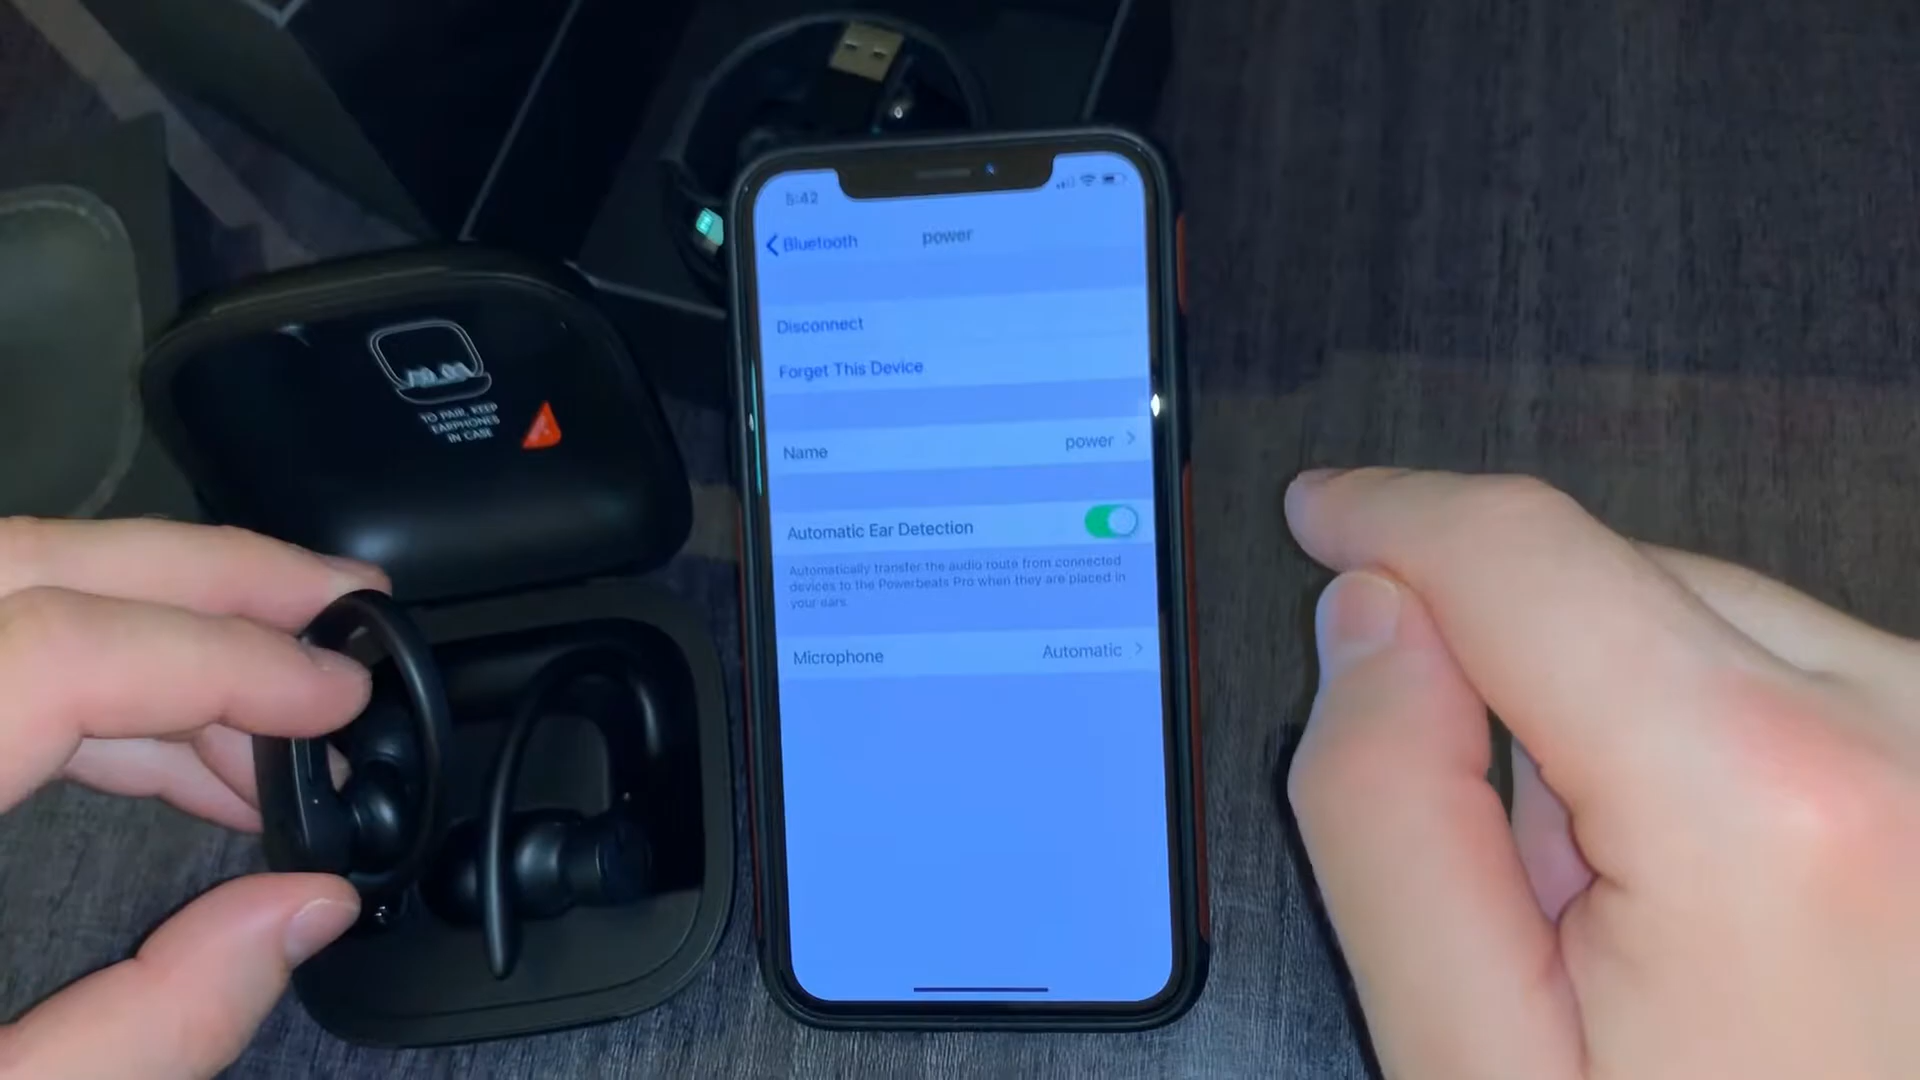 5:42
Bluetooth
power
Disconnect
Forget This Device
Name
power
Automatic Ear Detection
Automatically transfer the audio route from connected
devices to the Powerbeats Pro when they are placed in
your ears.
Microphone
Automatic
TO PAIR, KEEP
EARPHONES
IN CASE